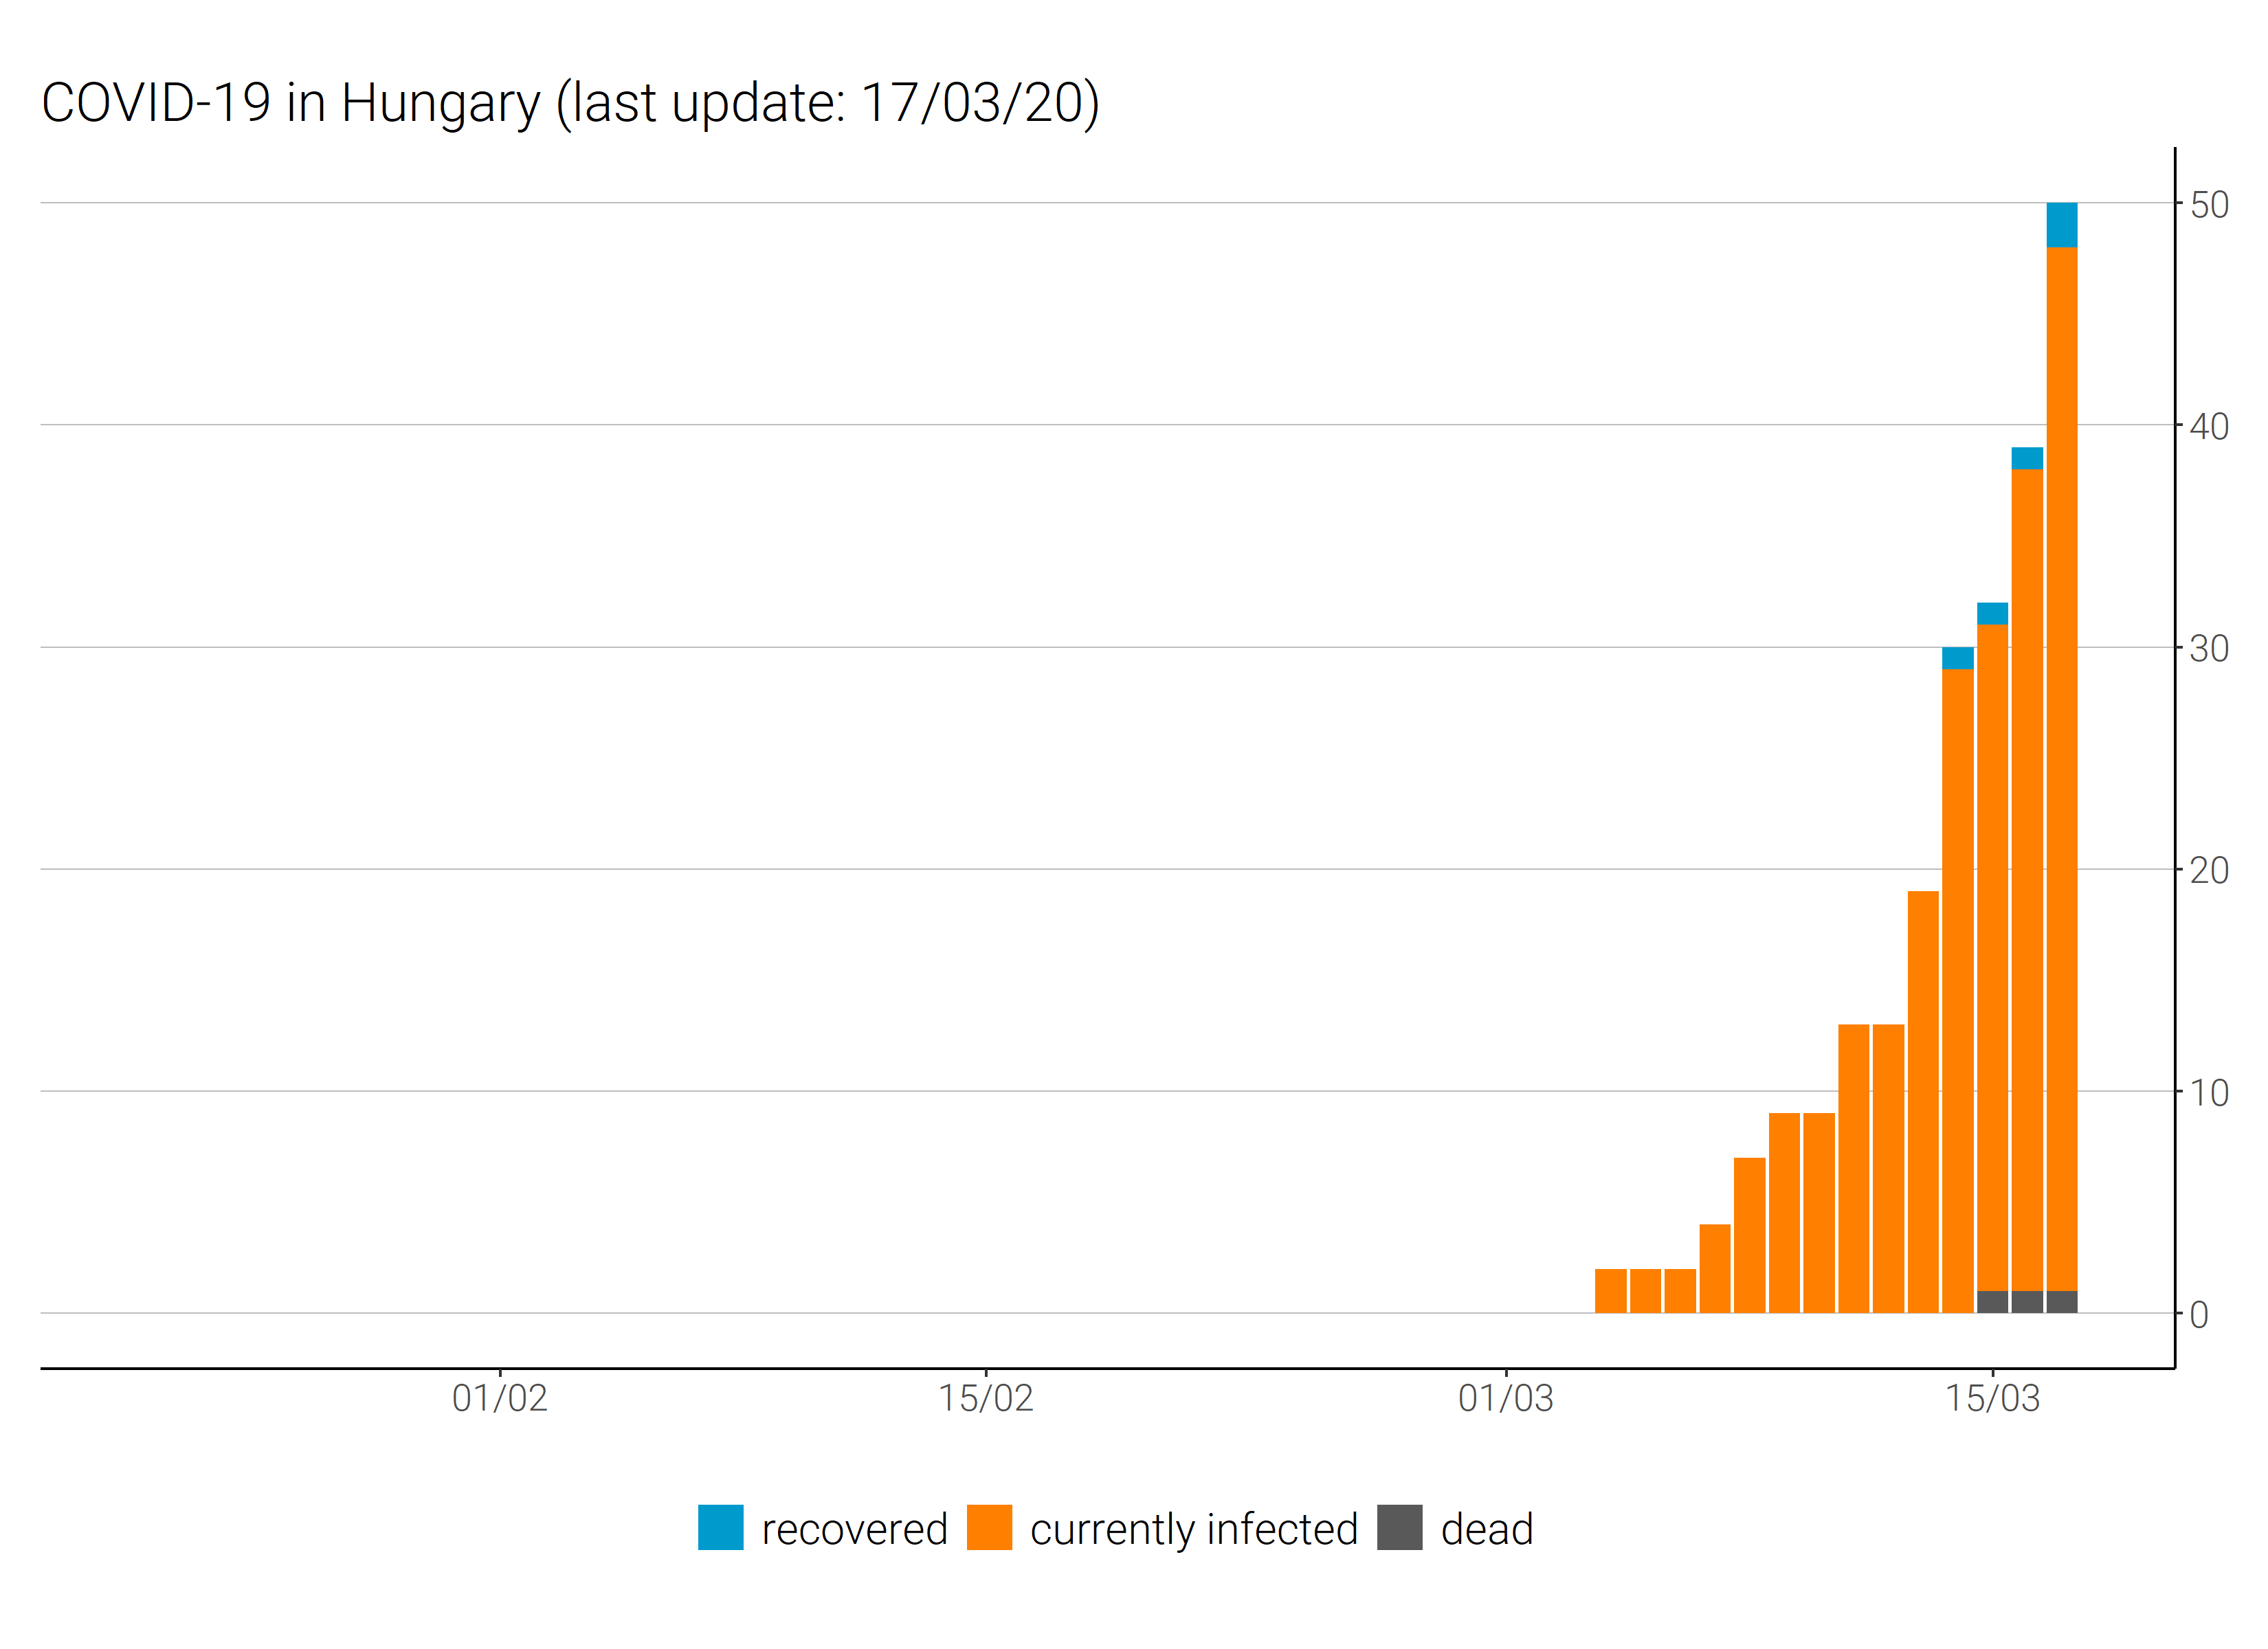 COVID-19 in Hungary (last update: 17/03/20)
50
40
30
20
10
0
01/02 15/02 01/03 15/03
recovered currently infected dead